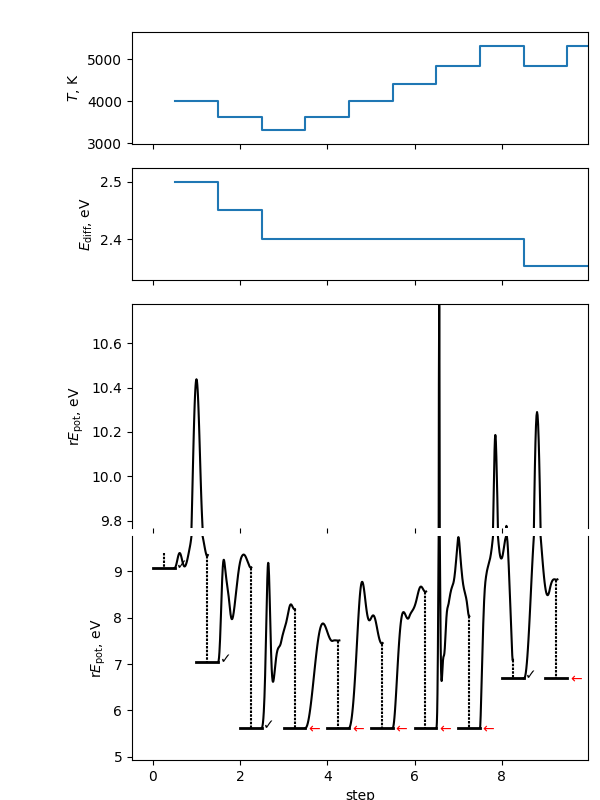 5000
4000
3000
T, K
2.5
2.4
E_diff, eV
10.6
10.4
10.2
10.0
9.8
rE_pot, eV
9
8
7
6
5
rE_pot, eV
✓ ✓ ✓ ← ← ← ← ← ✓ ←
0 2 4 6 8
step